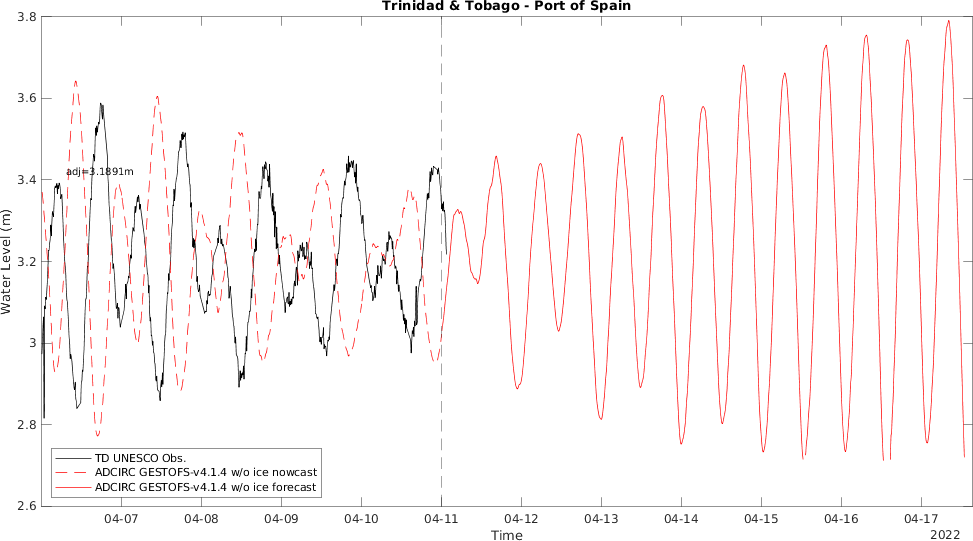 Trinidad & Tobago - Port of Spain
3.8
3.6
3.4
3.2
3
2.8
2.6
Water Level (m)
adj=3.1891m
TD UNESCO Obs.
ADCIRC GESTOFS-v4.1.4 w/o ice nowcast
ADCIRC GESTOFS-v4.1.4 w/o ice forecast
04-07 04-08 04-09 04-10 04-11 04-12 04-13 04-14 04-15 04-16 04-17
Time
2022